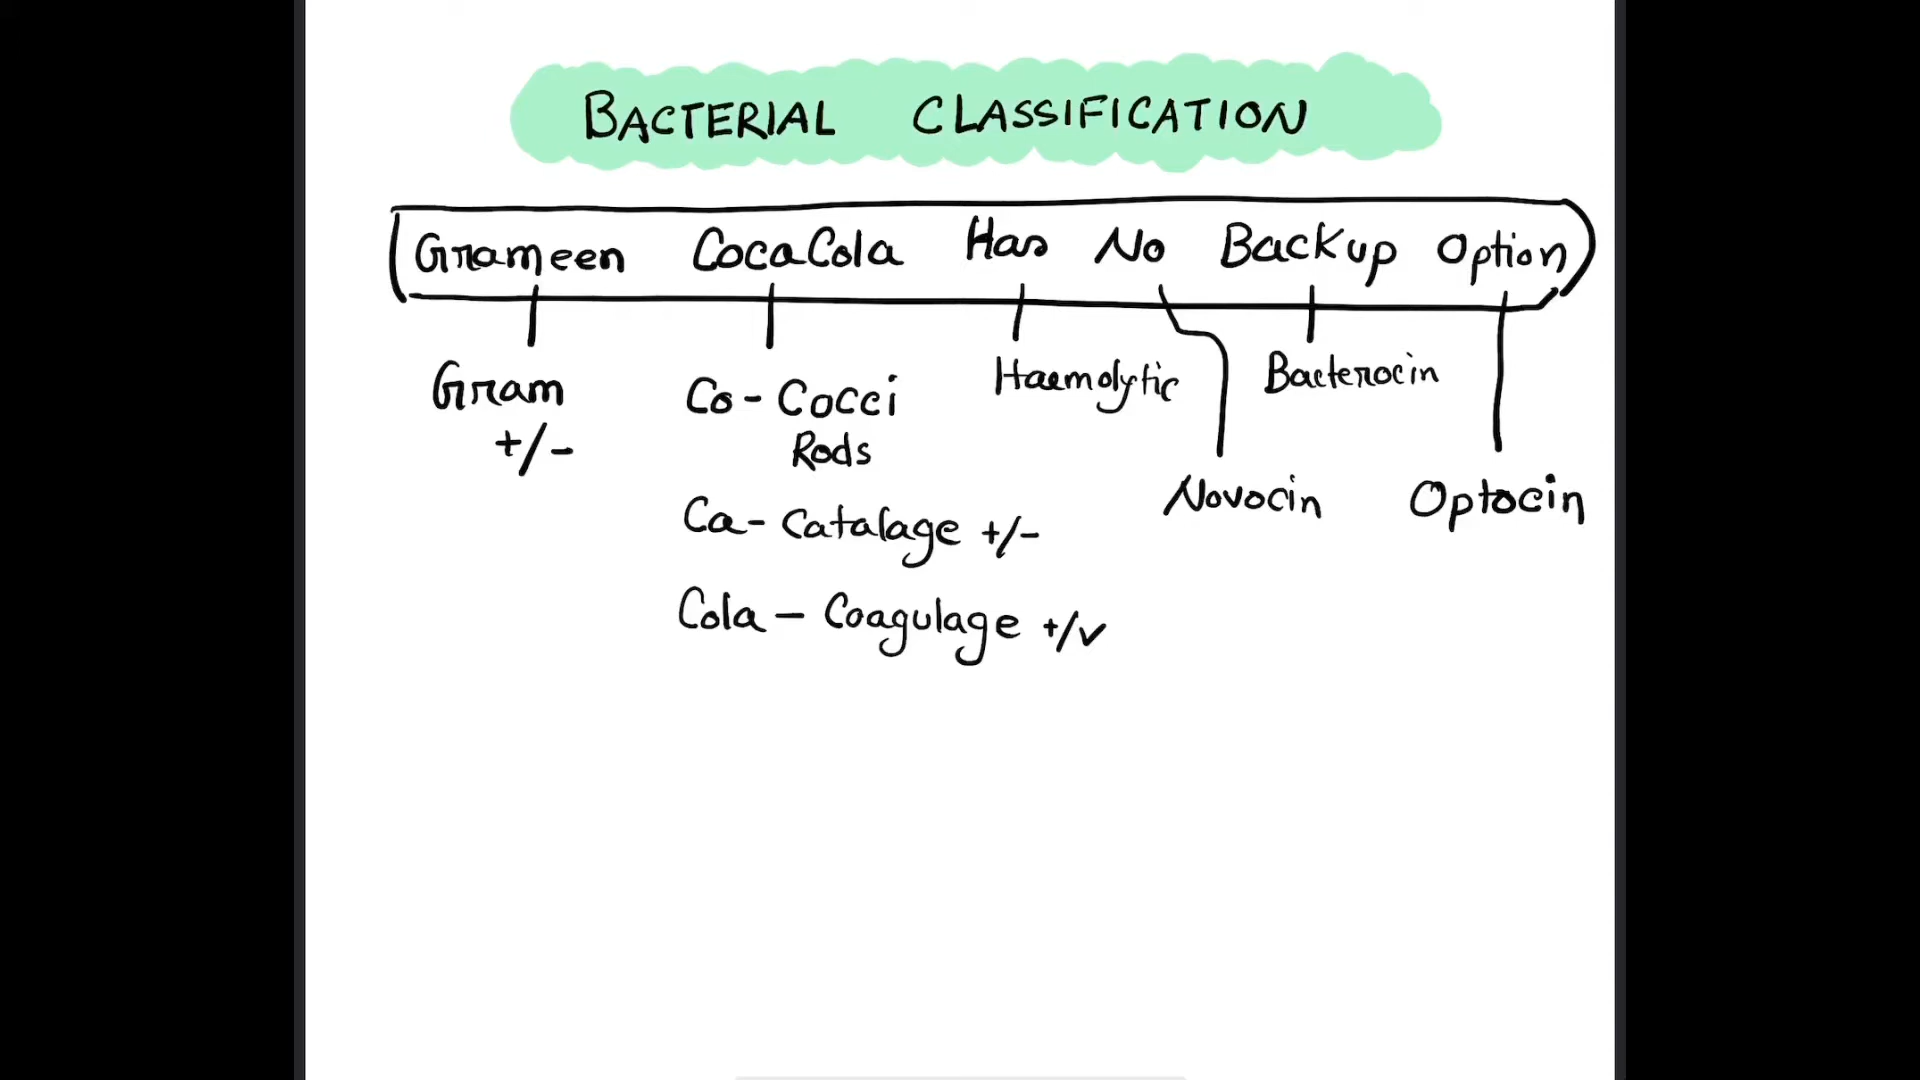 BACTERIAL CLASSIFICATION
Grameen CocaCola Has No Backup Option
Gram
+/-
Co - Cocci
Rods
Ca - Catalage +/-
Cola - Coagulage +/v
Haemolytic
Novocin
Bacterocin
Optocin